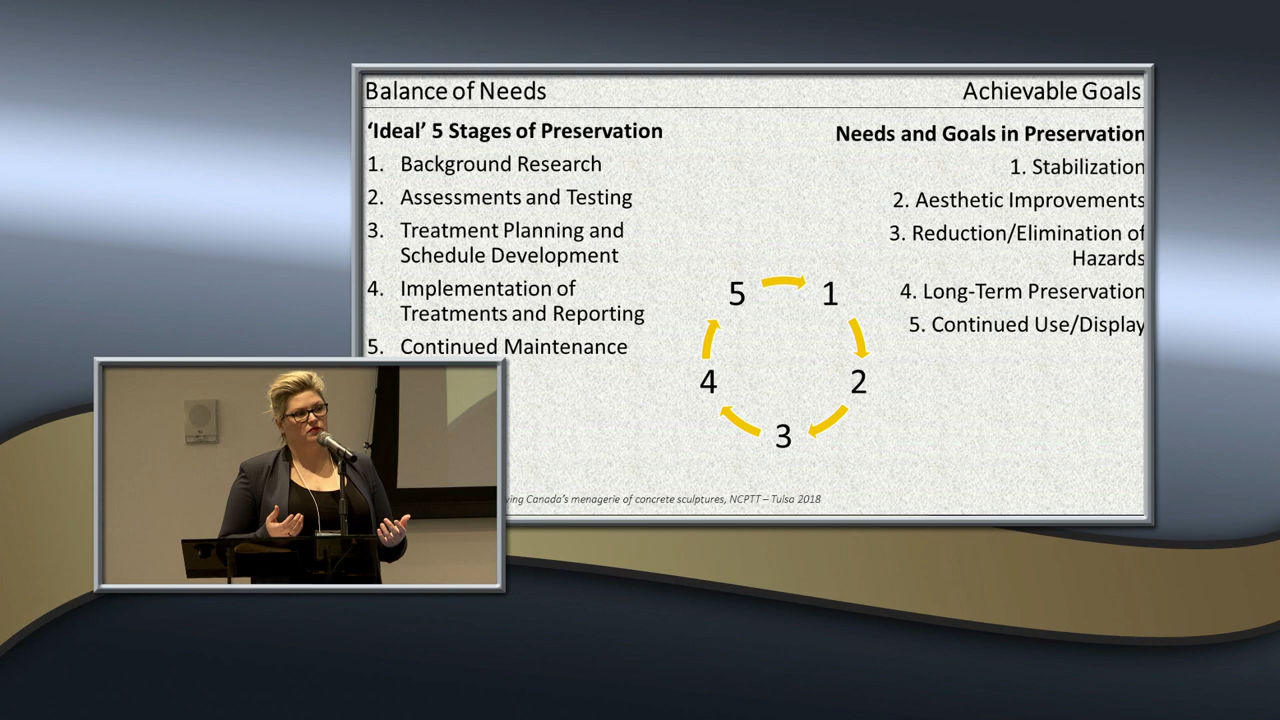 Balance of Needs
Achievable Goals
‘Ideal’ 5 Stages of Preservation
1. Background Research
2. Assessments and Testing
3. Treatment Planning and
Schedule Development
4. Implementation of
Treatments and Reporting
5. Continued Maintenance
Needs and Goals in Preservation
1. Stabilization
2. Aesthetic Improvements
3. Reduction/Elimination of
Hazards
4. Long-Term Preservation
5. Continued Use/Display
5 1
4 2
3
Canada’s menagerie of concrete sculptures, NCPTT – Tulsa 2018